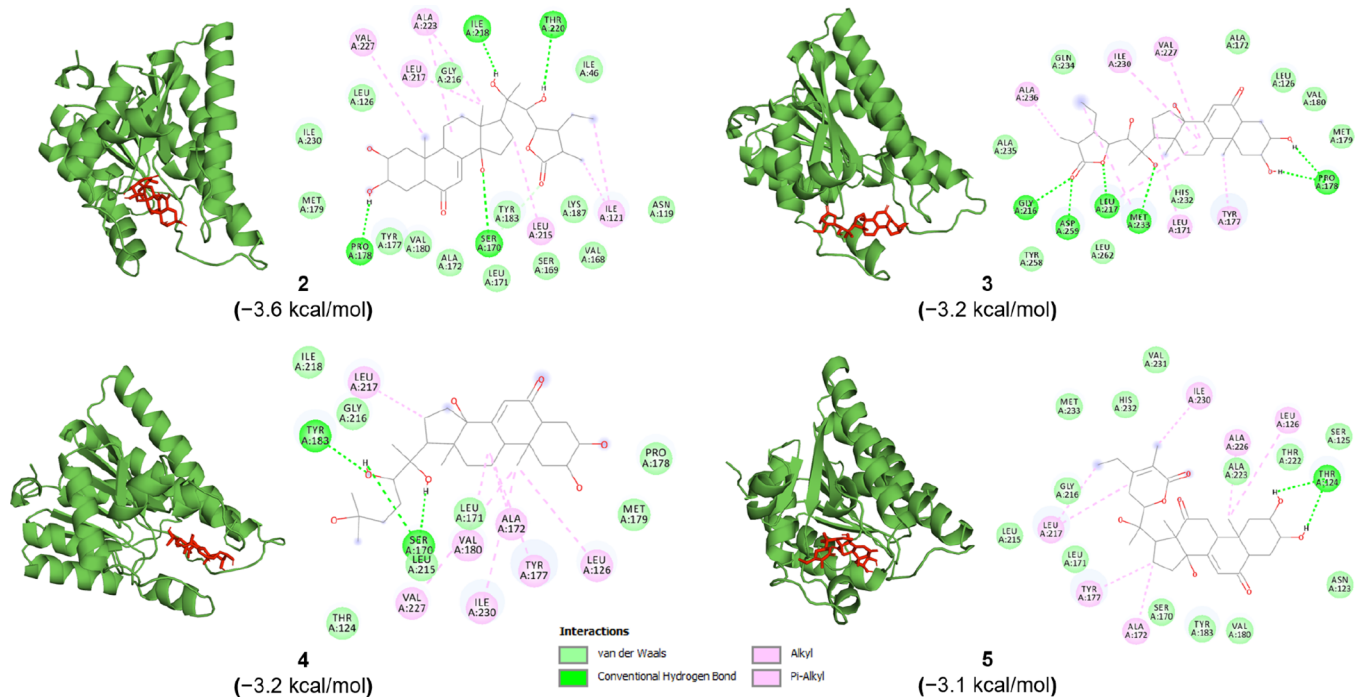 ALA
A:223
ILE
A:218
THR
A:220
VAL
A:227
LEU
A:217
GLY
A:216
ILE
A:46
LEU
A:126
ILE
A:230
MET
A:179
PRO
A:178
TYR
A:177
VAL
A:180
ALA
A:172
SER
A:170
LEU
A:171
TYR
A:183
LEU
A:215
SER
A:169
LYS
A:187
VAL
A:168
ILE
A:121
ASN
A:119
O
H
O
H
O
O
O
H
O
O
O
H
2
(−3.6 kcal/mol)
GLN
A:234
ILE
A:230
VAL
A:227
ALA
A:172
LEU
A:126
VAL
A:180
MET
A:179
PRO
A:178
ALA
A:236
ALA
A:235
GLY
A:216
ASP
A:259
LEU
A:217
MET
A:233
HIS
A:232
LEU
A:171
TYR
A:177
TYR
A:258
LEU
A:262
O
O
O
O
O
O
O
H
O
H
3
(−3.2 kcal/mol)
ILE
A:218
LEU
A:217
GLY
A:216
TYR
A:183
PRO
A:178
MET
A:179
LEU
A:171
ALA
A:172
SER
A:170
VAL
A:180
LEU
A:215
TYR
A:177
LEU
A:126
VAL
A:227
ILE
A:230
THR
A:124
O
O
O
O
H
O
O
H
O
4
(−3.2 kcal/mol)
VAL
A:231
MET
A:233
HIS
A:232
ILE
A:230
LEU
A:126
ALA
A:226
SER
A:125
THR
A:222
ALA
A:223
THR
A:124
GLY
A:216
LEU
A:215
LEU
A:217
LEU
A:171
TYR
A:177
ALA
A:172
SER
A:170
TYR
A:183
VAL
A:180
ASN
A:123
O
O
O
O
O
O
H
O
H
O
5
(−3.1 kcal/mol)
Interactions
van der Waals
Conventional Hydrogen Bond
Alkyl
Pi-Alkyl